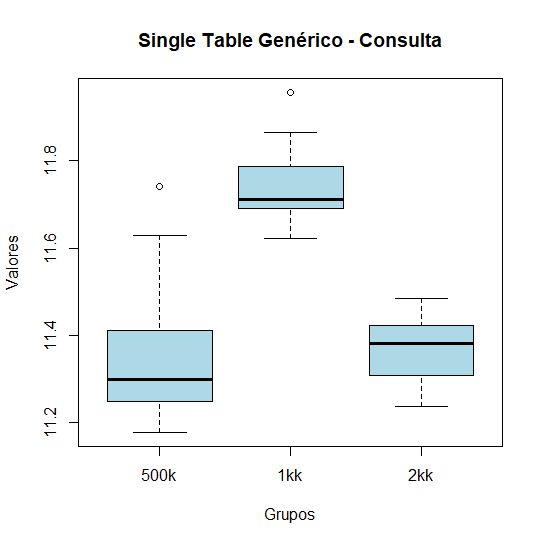 Single Table Genérico - Consulta
Valores
11.8
11.6
11.4
11.2
500k
1kk
2kk
Grupos